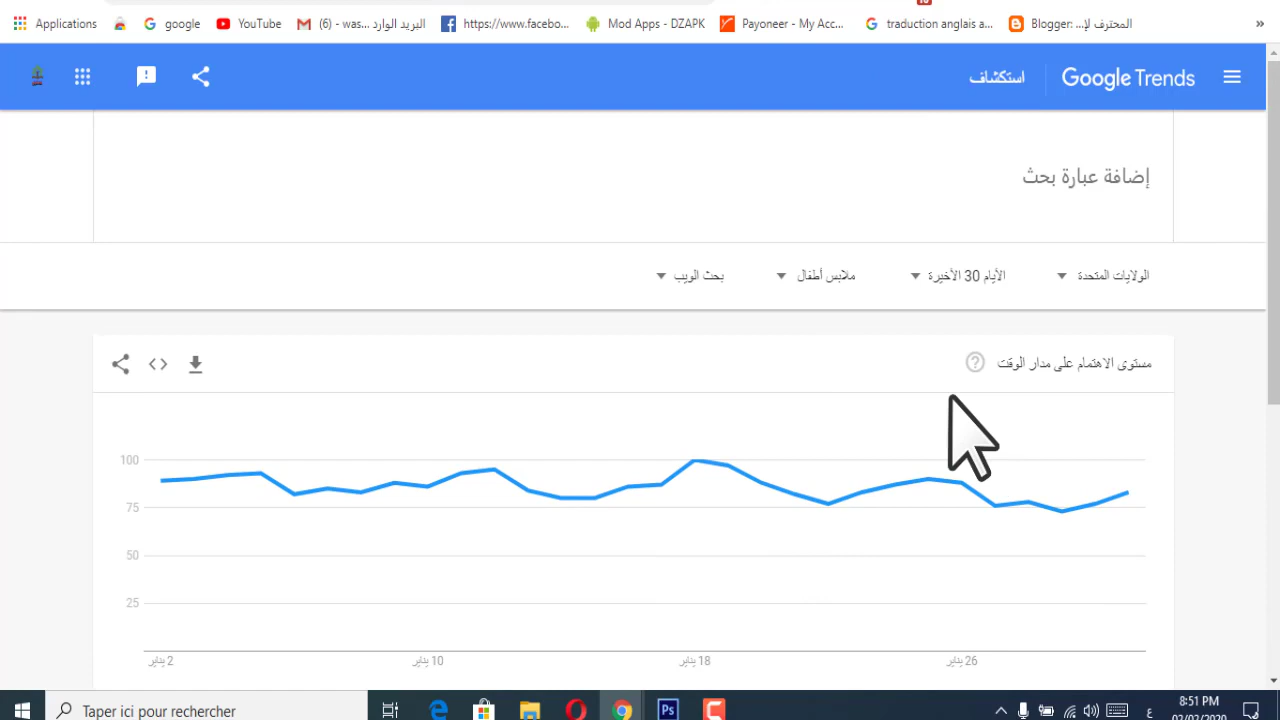 Applications google YouTube (6) - was... البريد الوارد https://www.facebo... Mod Apps - DZAPK Payoneer - My Acc... traduction anglais a... Blogger: المحترف لإ... »
Google Trends استكشاف
إضافة عبارة بحث
الولايات المتحدة الأيام 30 الأخيرة ملابس أطفال بحث الويب
مستوى الاهتمام على مدار الوقت
100
75
50
25
2 يناير 10 يناير 18 يناير 26 يناير
Taper ici pour rechercher Ps ع 8:51 PM
02/02/2020